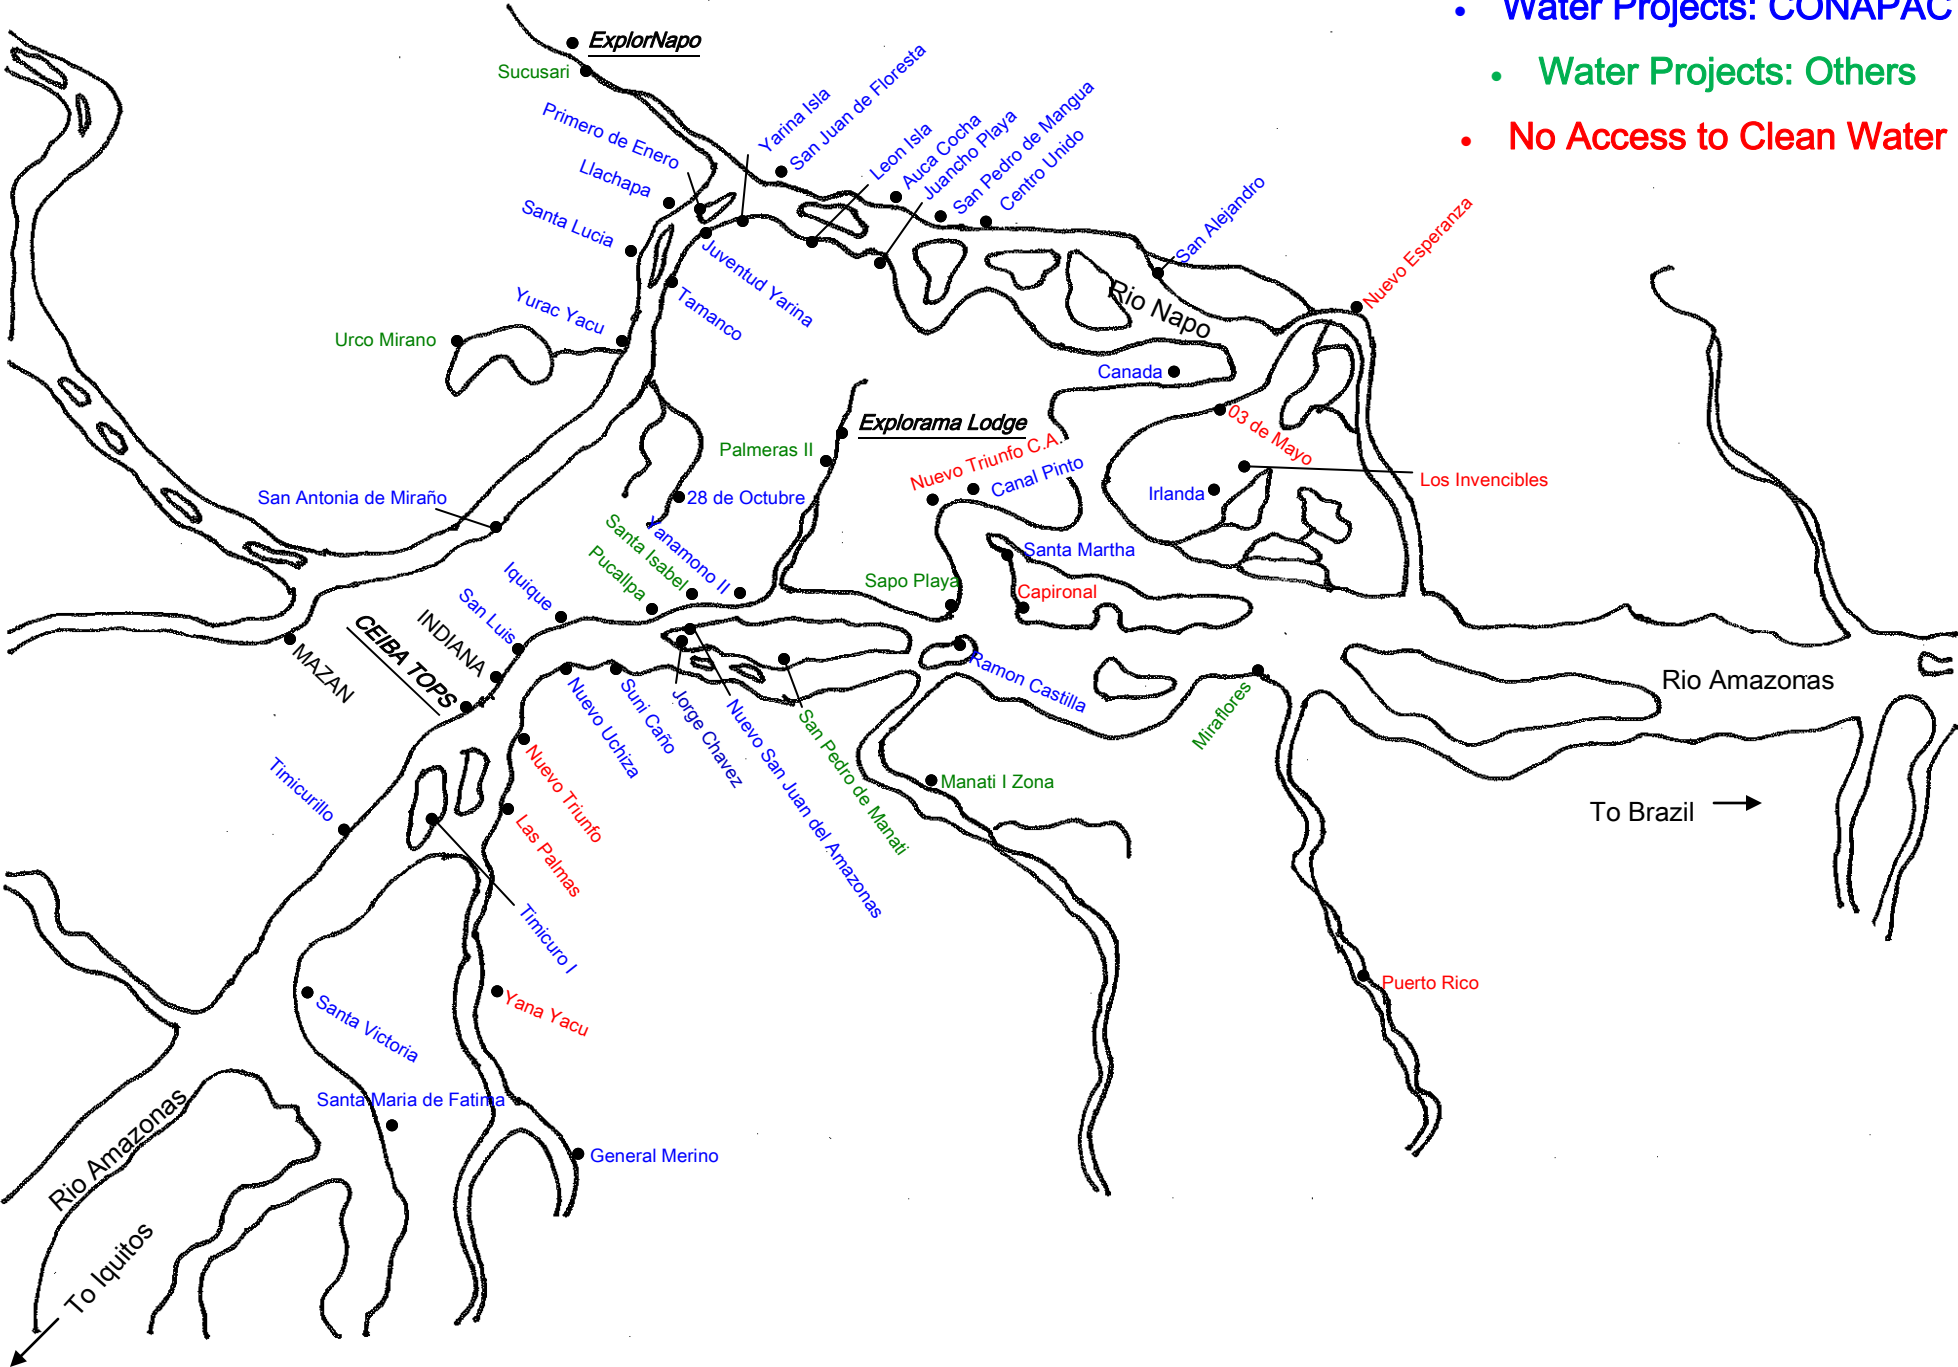 Water Projects: CONAPAC
Water Projects: Others
No Access to Clean Water
ExplorNapo
Sucusari
Primero de Enero
Yarina Isla
San Juan de Floresta
Leon Isla
Auca Cocha
Juancho Playa
San Pedro de Mangua
Centro Unido
San Alejandro
Nuevo Esperanza
Llachapa
Santa Lucia
Juventud Yarina
Tamanco
Yurac Yacu
Urco Mirano
Rio Napo
Canada
03 de Mayo
Explorama Lodge
Palmeras II
Nuevo Triunfo C.A.
Canal Pinto
Irlanda
Los Invencibles
San Antonia de Miraño
28 de Octubre
Yanamono II
Santa Isabel
Pucallpa
Iquique
San Luis
INDIANA
CEIBA TOPS
MAZAN
Sapo Playa
Santa Martha
Capironal
Ramon Castilla
Miraflores
Rio Amazonas
To Brazil
Nuevo Uchiza
Suni Caño
Jorge Chavez
Nuevo San Juan del Amazonas
San Pedro de Manati
Manati I Zona
Nuevo Triunfo
Las Palmas
Timicurillo
Timicuro I
Yana Yacu
Puerto Rico
Santa Victoria
Santa Maria de Fatima
General Merino
Rio Amazonas
To Iquitos